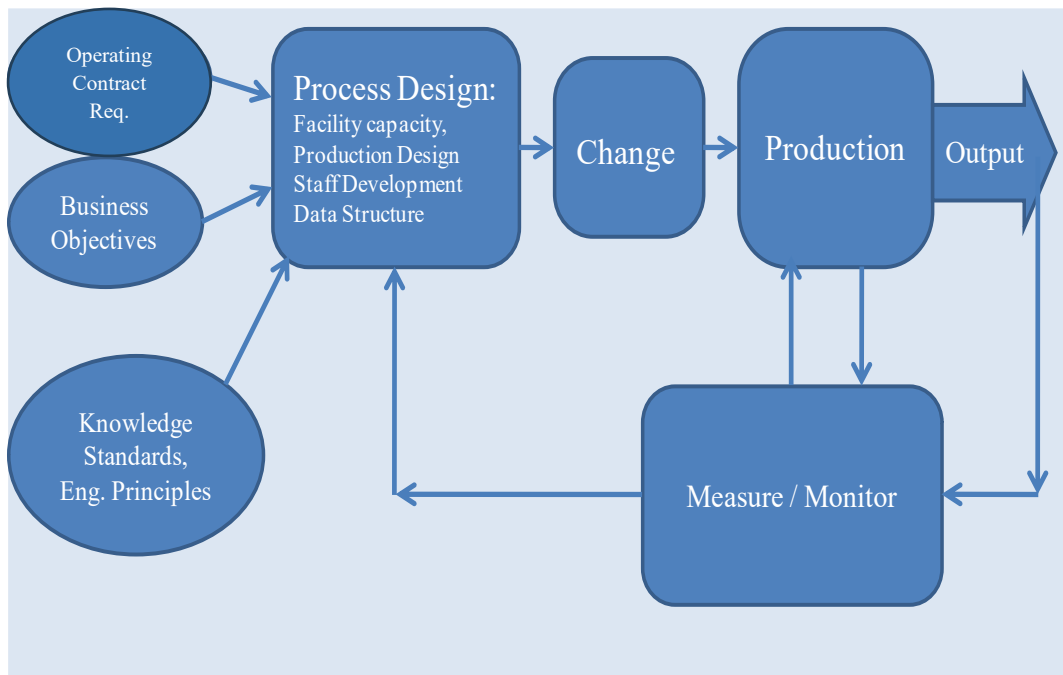 Operating
Contract
Req.
Business
Objectives
Knowledge
Standards,
Eng. Principles
Process Design:
Facility capacity,
Production Design
Staff Development
Data Structure
Change
Production
Output
Measure / Monitor